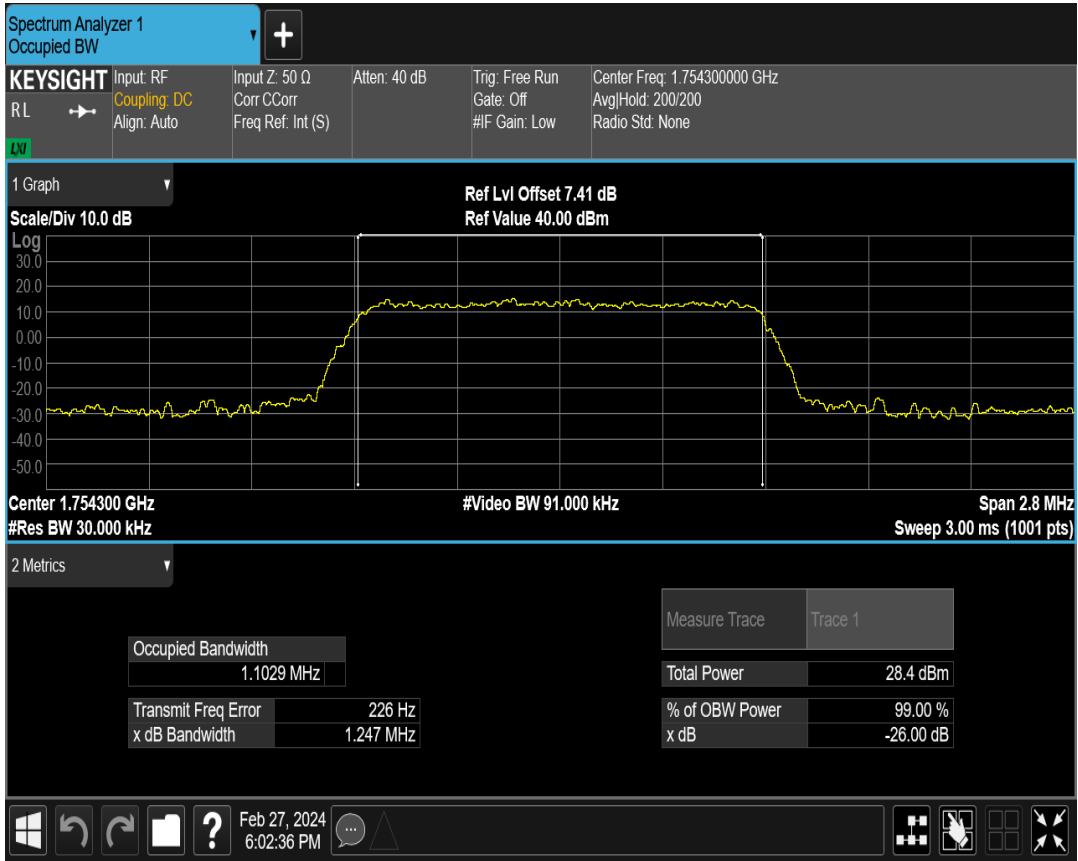 Spectrum Analyzer 1
Occupied BW
+
KEYSIGHT
RL
LXI
Input: RF
Coupling: DC
Align: Auto
Input Z: 50 Ω
Corr CCorr
Freq Ref: Int (S)
Atten: 40 dB
Trig: Free Run
Gate: Off
#IF Gain: Low
Center Freq: 1.754300000 GHz
Avg|Hold: 200/200
Radio Std: None
1 Graph
Ref Lvl Offset 7.41 dB
Scale/Div 10.0 dB
Ref Value 40.00 dBm
Log
30.0
20.0
10.0
0.00
-10.0
-20.0
-30.0
-40.0
-50.0
Center 1.754300 GHz
#Video BW 91.000 kHz
Span 2.8 MHz
#Res BW 30.000 kHz
Sweep 3.00 ms (1001 pts)
2 Metrics
Measure Trace
Trace 1
Occupied Bandwidth
1.1029 MHz
Total Power
28.4 dBm
Transmit Freq Error
226 Hz
% of OBW Power
99.00 %
x dB Bandwidth
1.247 MHz
x dB
-26.00 dB
?
Feb 27, 2024
6:02:36 PM